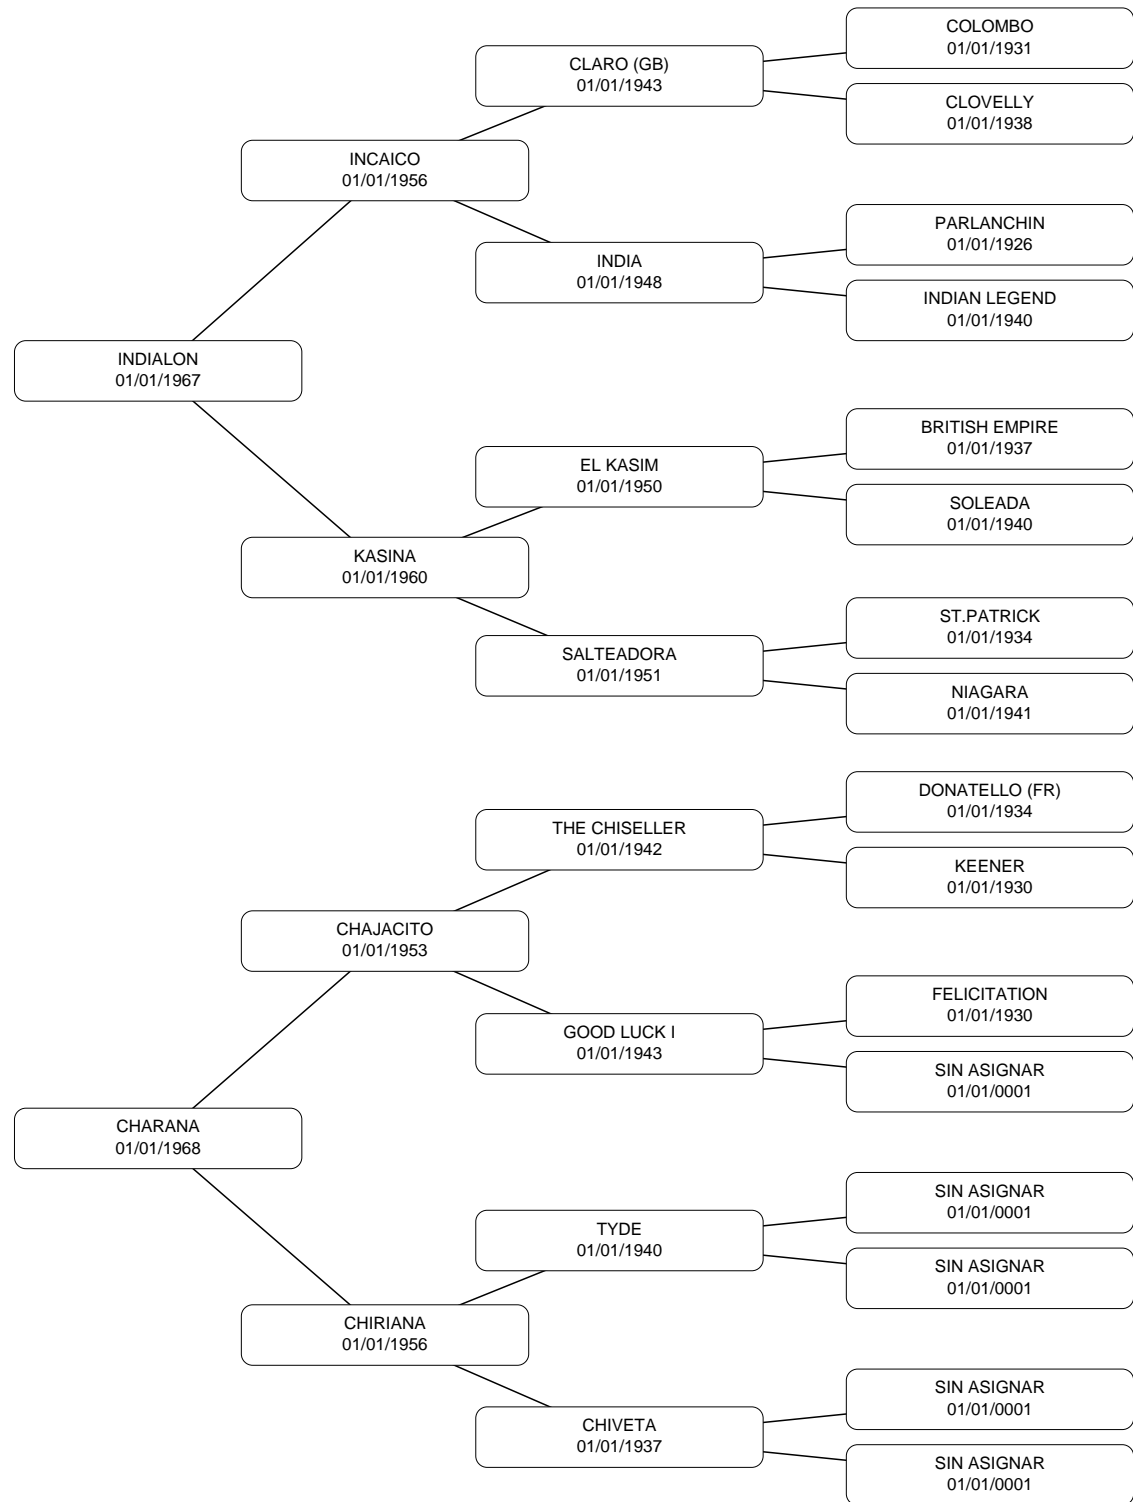 COLOMBO
01/01/1931
CLARO (GB)
01/01/1943
CLOVELLY
01/01/1938
INCAICO
01/01/1956
PARLANCHIN
01/01/1926
INDIA
01/01/1948
INDIAN LEGEND
01/01/1940
INDIALON
01/01/1967
BRITISH EMPIRE
01/01/1937
EL KASIM
01/01/1950
SOLEADA
01/01/1940
KASINA
01/01/1960
ST.PATRICK
01/01/1934
SALTEADORA
01/01/1951
NIAGARA
01/01/1941
DONATELLO (FR)
01/01/1934
THE CHISELLER
01/01/1942
KEENER
01/01/1930
CHAJACITO
01/01/1953
FELICITATION
01/01/1930
GOOD LUCK I
01/01/1943
SIN ASIGNAR
01/01/0001
CHARANA
01/01/1968
SIN ASIGNAR
01/01/0001
TYDE
01/01/1940
SIN ASIGNAR
01/01/0001
CHIRIANA
01/01/1956
SIN ASIGNAR
01/01/0001
CHIVETA
01/01/1937
SIN ASIGNAR
01/01/0001